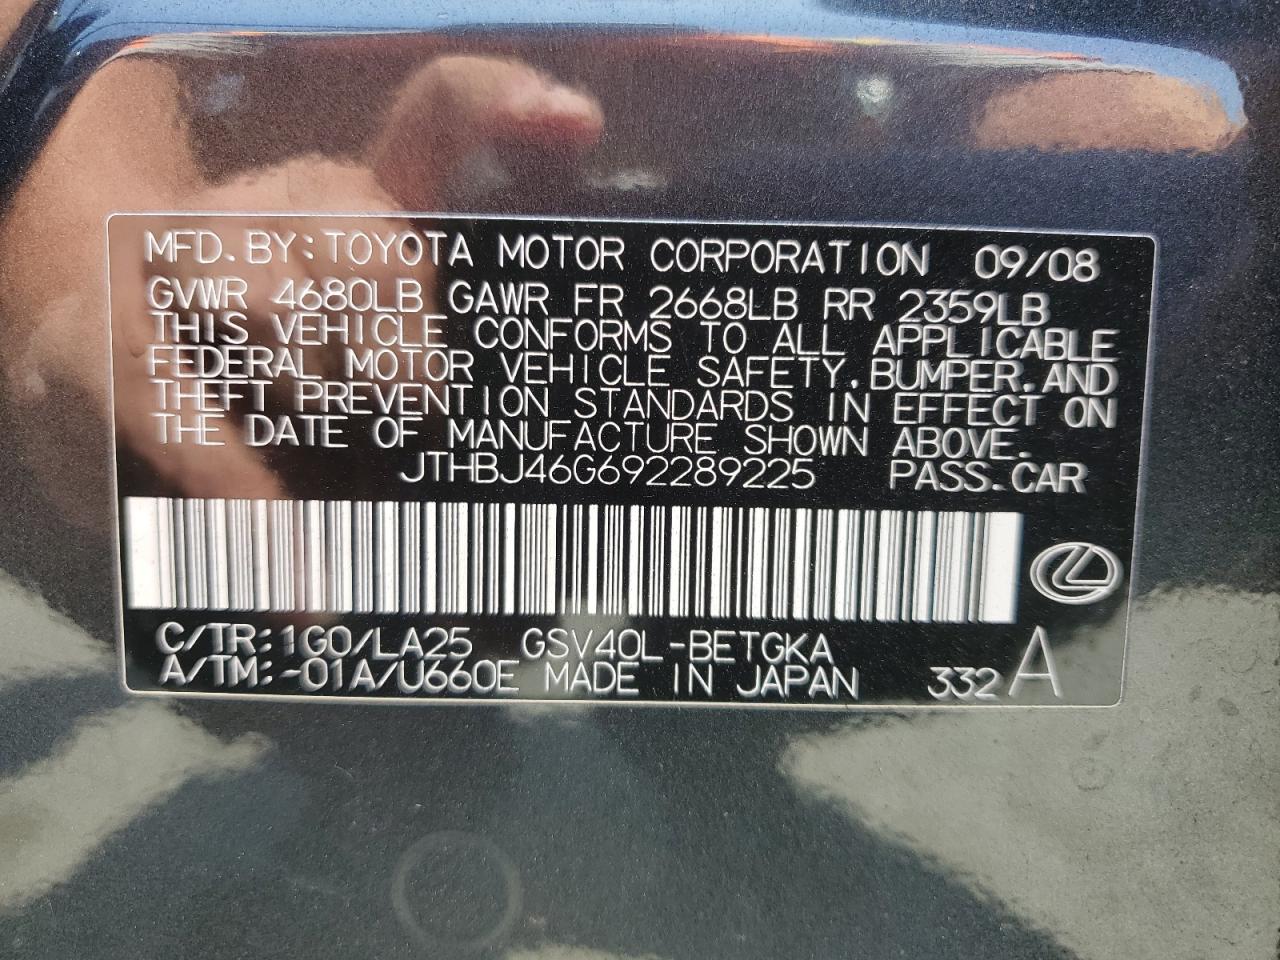 MFD.BY:TOYOTA MOTOR CORPORATION 09/08
GVWR 4680LB GAWR FR 2668LB RR 2359LB
THIS VEHICLE CONFORMS TO ALL APPLICABLE
FEDERAL MOTOR VEHICLE SAFETY.BUMPER.AND
THEFT PREVENTION STANDARDS IN EFFECT ON
THE DATE OF MANUFACTURE SHOWN ABOVE.
JTHBJ46G692289225 PASS.CAR
C/TR:1G0/LA25 GSV40L-BETGKA
A/TM:-01A/U660E MADE IN JAPAN 332 A